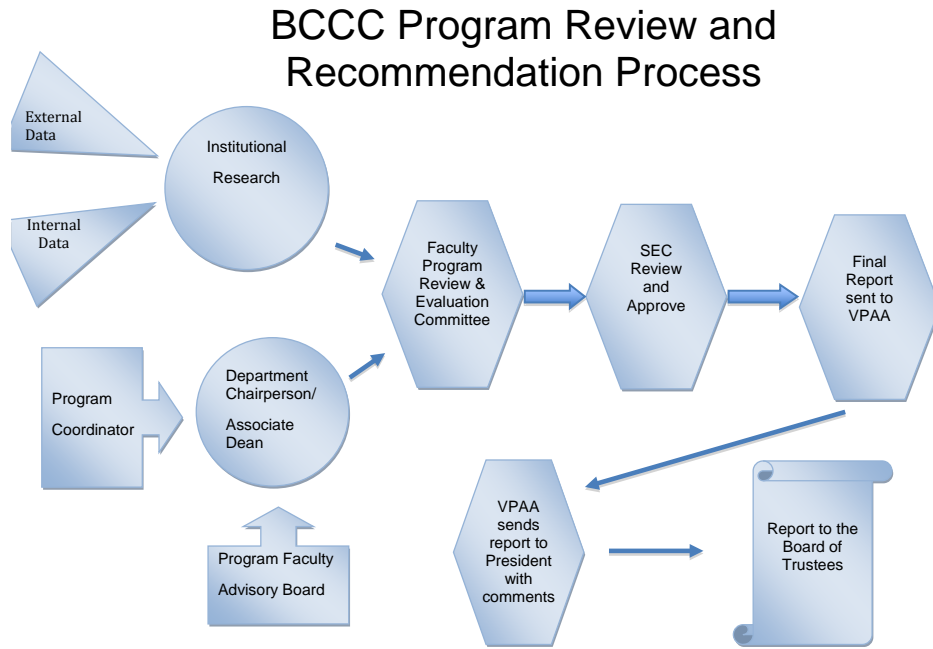 BCCC Program Review and
Recommendation Process
External
Data
Institutional
Research
Internal
Data
Faculty
Program
Review &
Evaluation
Committee
SEC
Review
and
Approve
Final
Report
sent to
VPAA
Program
Coordinator
Department
Chairperson/
Associate
Dean
Program Faculty
Advisory Board
VPAA
sends
report to
President
with
comments
Report to the
Board of
Trustees